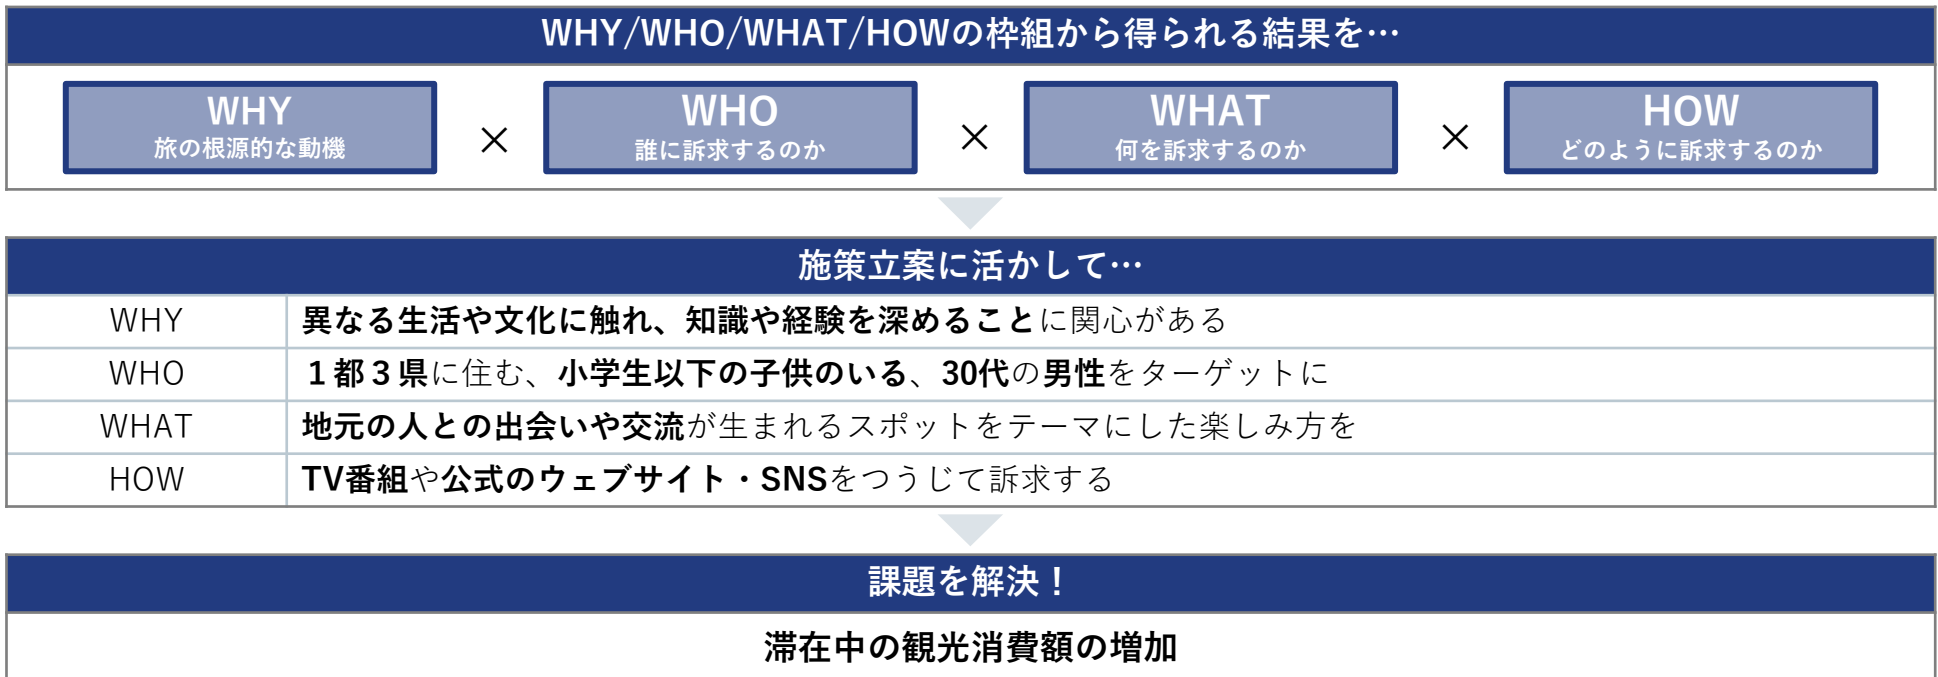 WHY/WHO/WHAT/HOWの枠組から得られる結果を…
WHY
旅の根源的な動機
×
WHO
誰に訴求するのか
×
WHAT
何を訴求するのか
×
HOW
どのように訴求するのか
施策立案に活かして…
WHY 異なる生活や文化に触れ、知識や経験を深めることに関心がある
WHO １都３県に住む、小学生以下の子供のいる、30代の男性をターゲットに
WHAT 地元の人との出会いや交流が生まれるスポットをテーマにした楽しみ方を
HOW TV番組や公式のウェブサイト・SNSをつうじて訴求する
課題を解決！
滞在中の観光消費額の増加